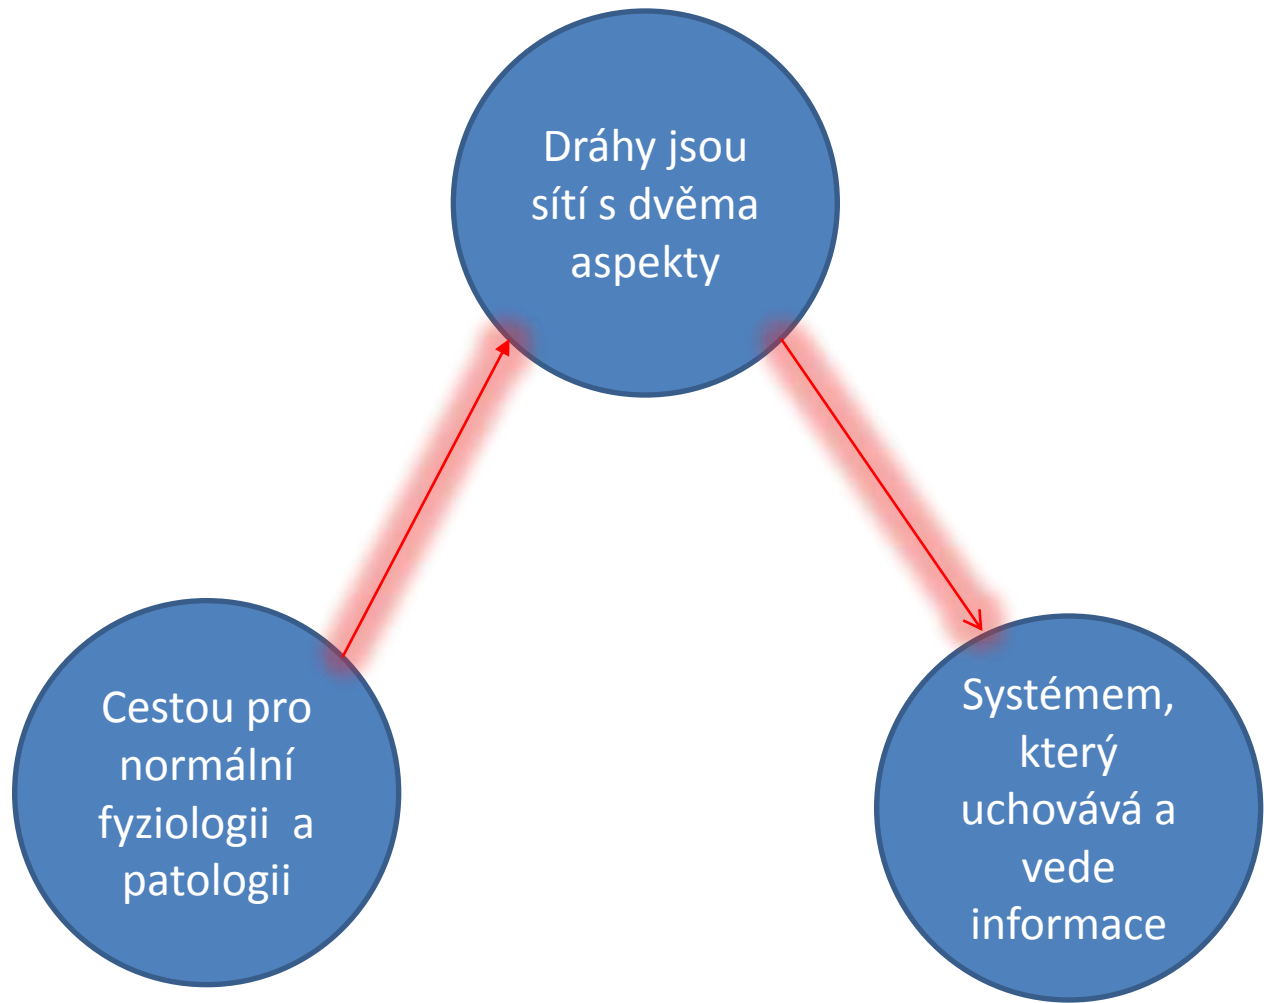 Dráhy jsou
sítí s dvěma
aspekty
Cestou pro
normální
fyziologii  a
patologii
Systémem,
který
uchovává a
vede
informace